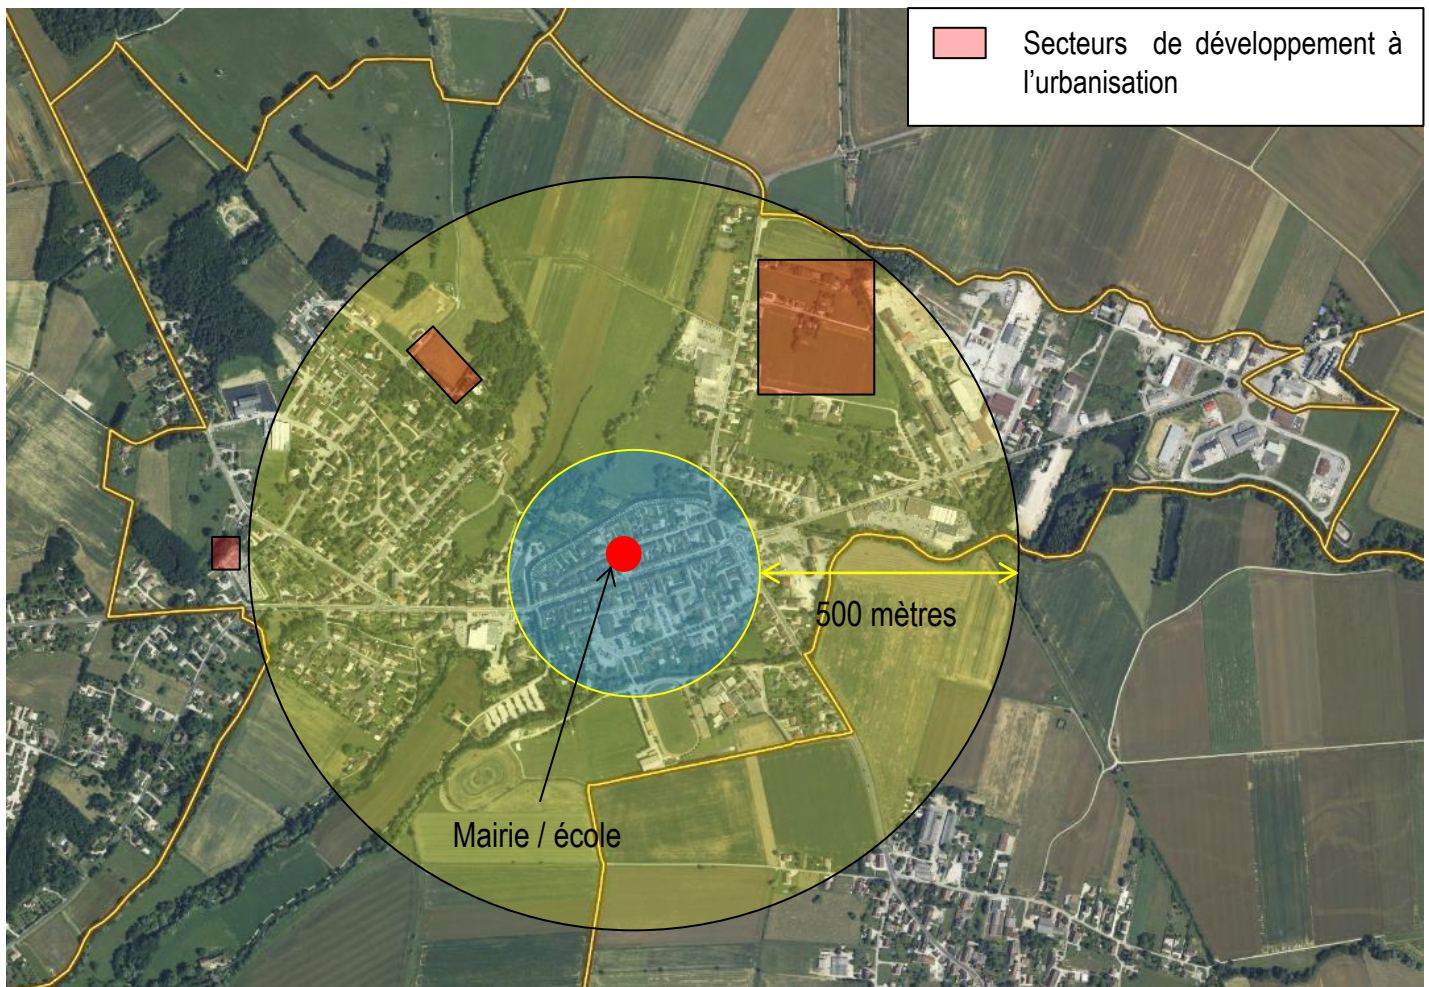 Secteurs de développement à
l’urbanisation
500 mètres
Mairie / école